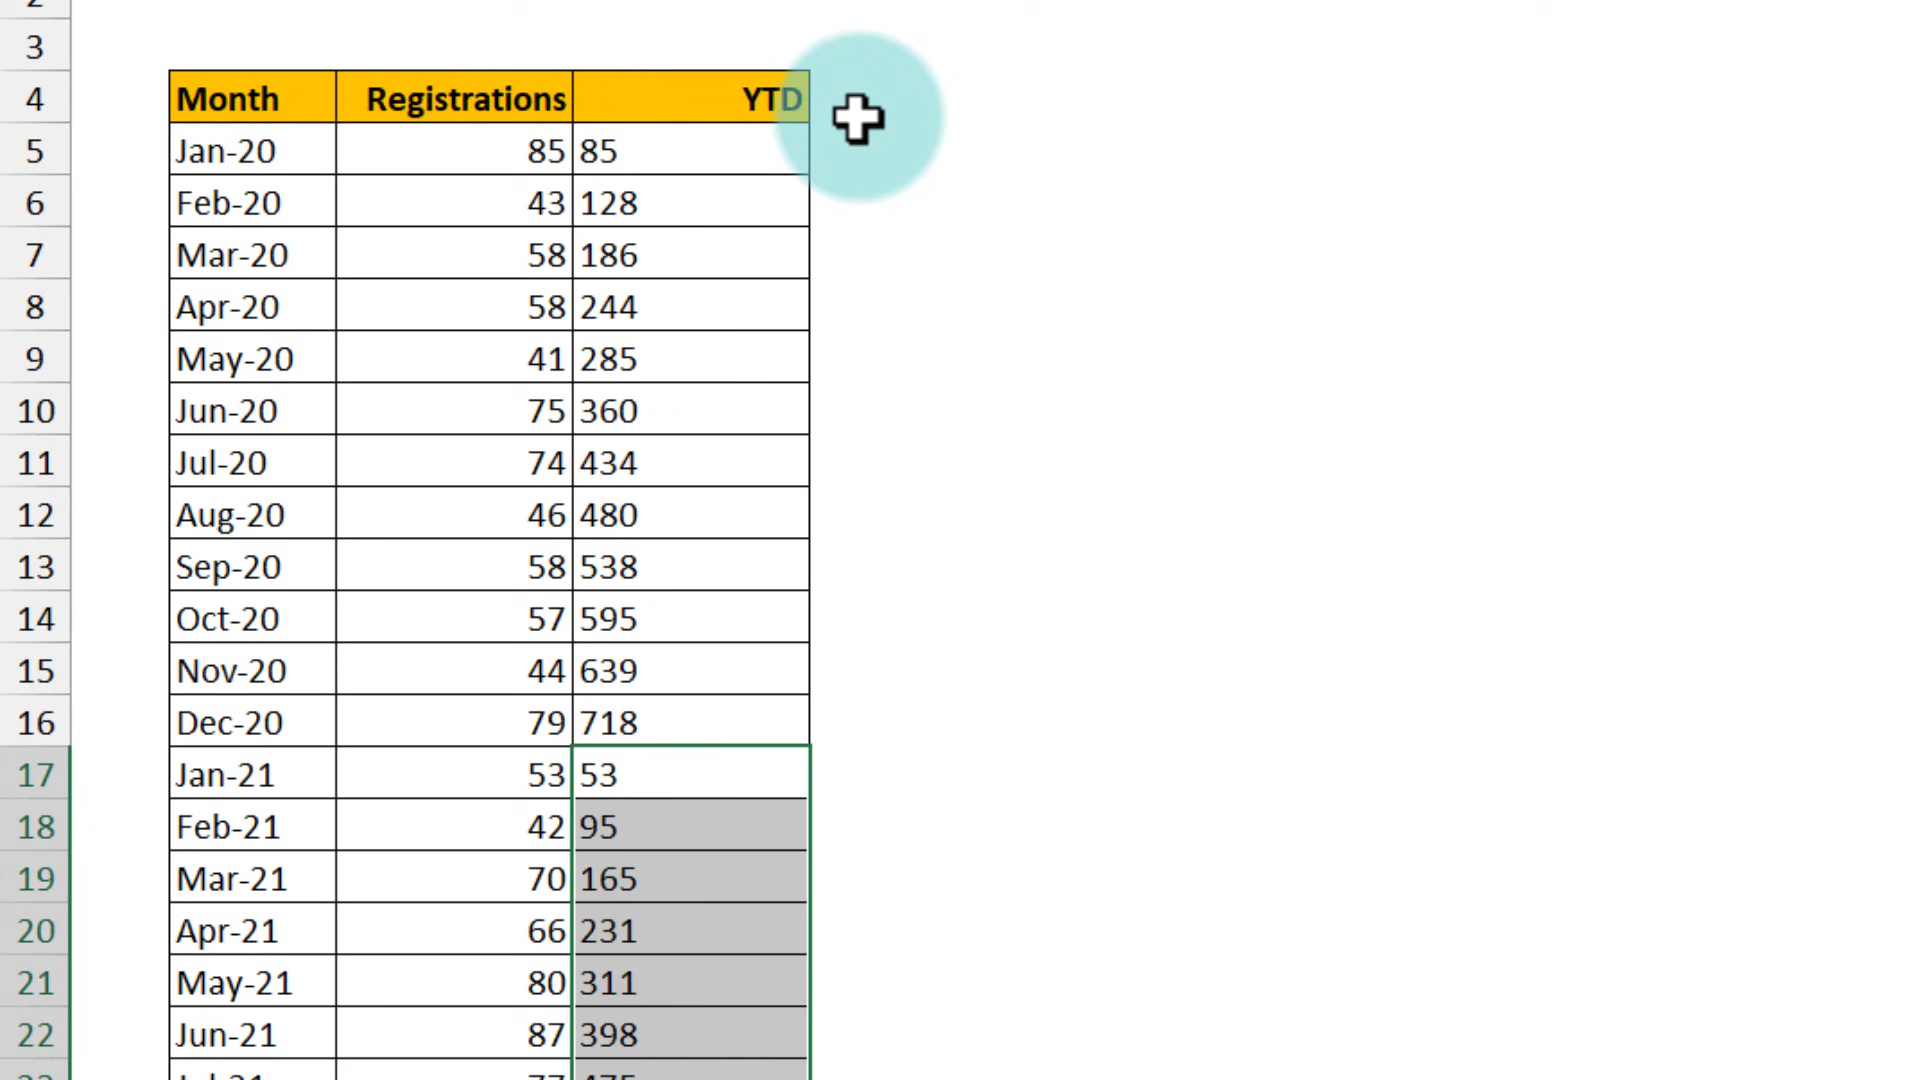 3
4 Month Registrations YTD
5 Jan-20 85 85
6 Feb-20 43 128
7 Mar-20 58 186
8 Apr-20 58 244
9 May-20 41 285
10 Jun-20 75 360
11 Jul-20 74 434
12 Aug-20 46 480
13 Sep-20 58 538
14 Oct-20 57 595
15 Nov-20 44 639
16 Dec-20 79 718
17 Jan-21 53 53
18 Feb-21 42 95
19 Mar-21 70 165
20 Apr-21 66 231
21 May-21 80 311
22 Jun-21 87 398